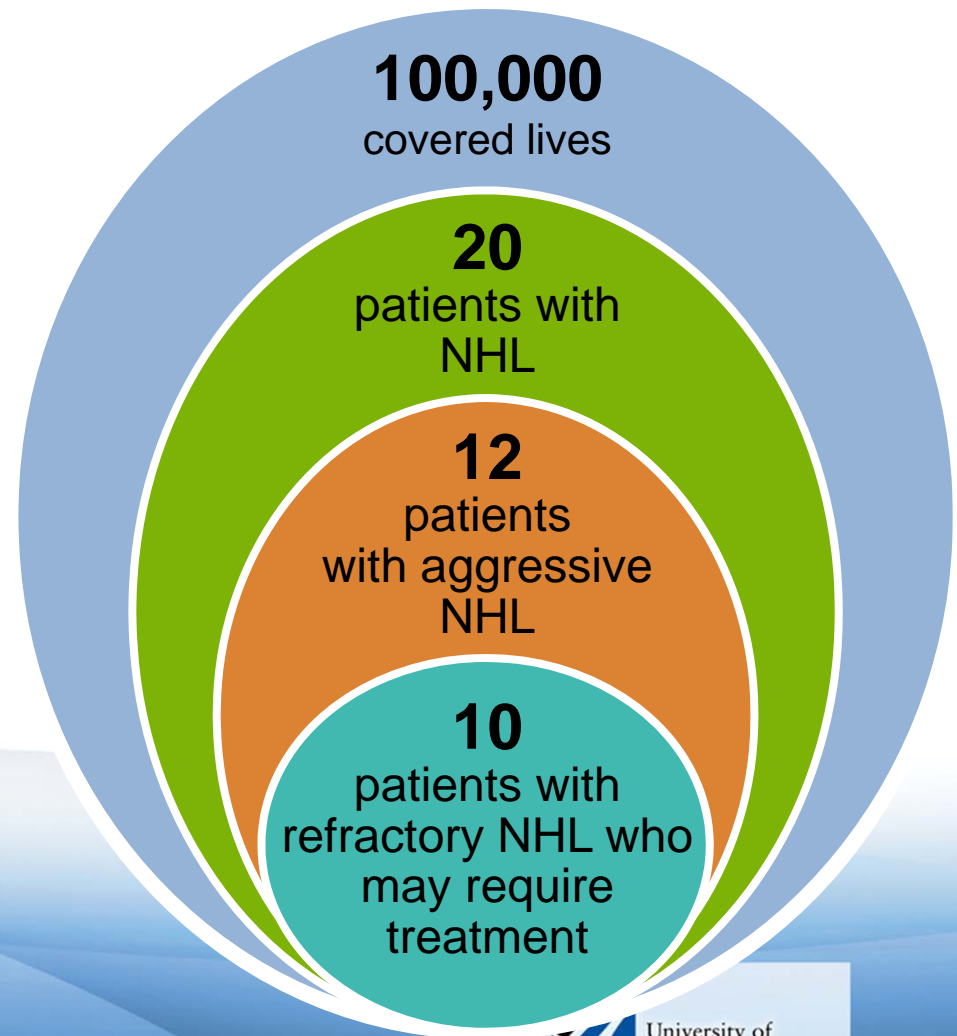 100,000
covered lives
20
patients with
NHL
12
patients
with aggressive
NHL
10
patients with
refractory NHL who
may require
treatment
University of